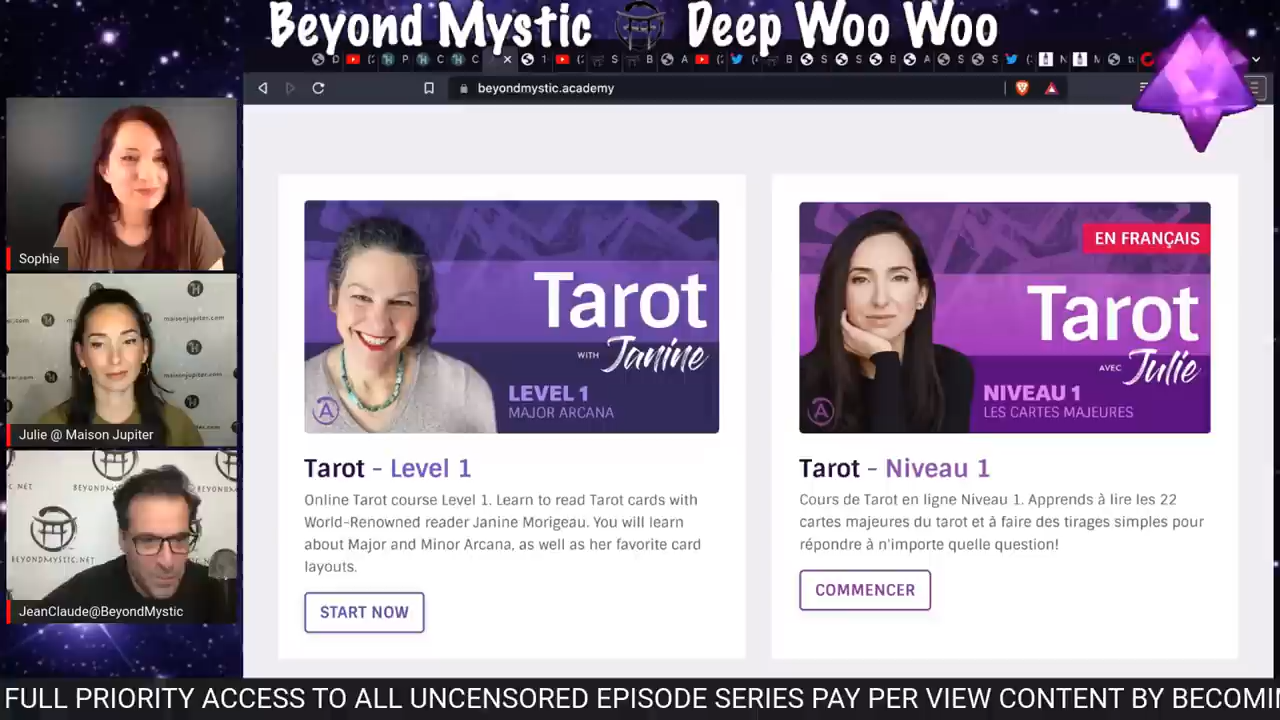 Beyond Mystic Deep Woo Woo
beyondmystic.academy
Sophie
maisonjupiter.com
Julie @ Maison Jupiter
BEYONDMYSTIC.NET
JeanClaude@BeyondMystic
Tarot
WITH Janine
LEVEL 1
MAJOR ARCANA
Tarot - Level 1
Online Tarot course Level 1. Learn to read Tarot cards with
World-Renowned reader Janine Morigeau. You will learn
about Major and Minor Arcana, as well as her favorite card
layouts.
START NOW
EN FRANÇAIS
Tarot
AVEC Julie
NIVEAU 1
LES CARTES MAJEURES
Tarot - Niveau 1
Cours de Tarot en ligne Niveau 1. Apprends à lire les 22
cartes majeures du tarot et à faire des tirages simples pour
répondre à n'importe quelle question!
COMMENCER
FULL PRIORITY ACCESS TO ALL UNCENSORED EPISODE SERIES PAY PER VIEW CONTENT BY BECOMI